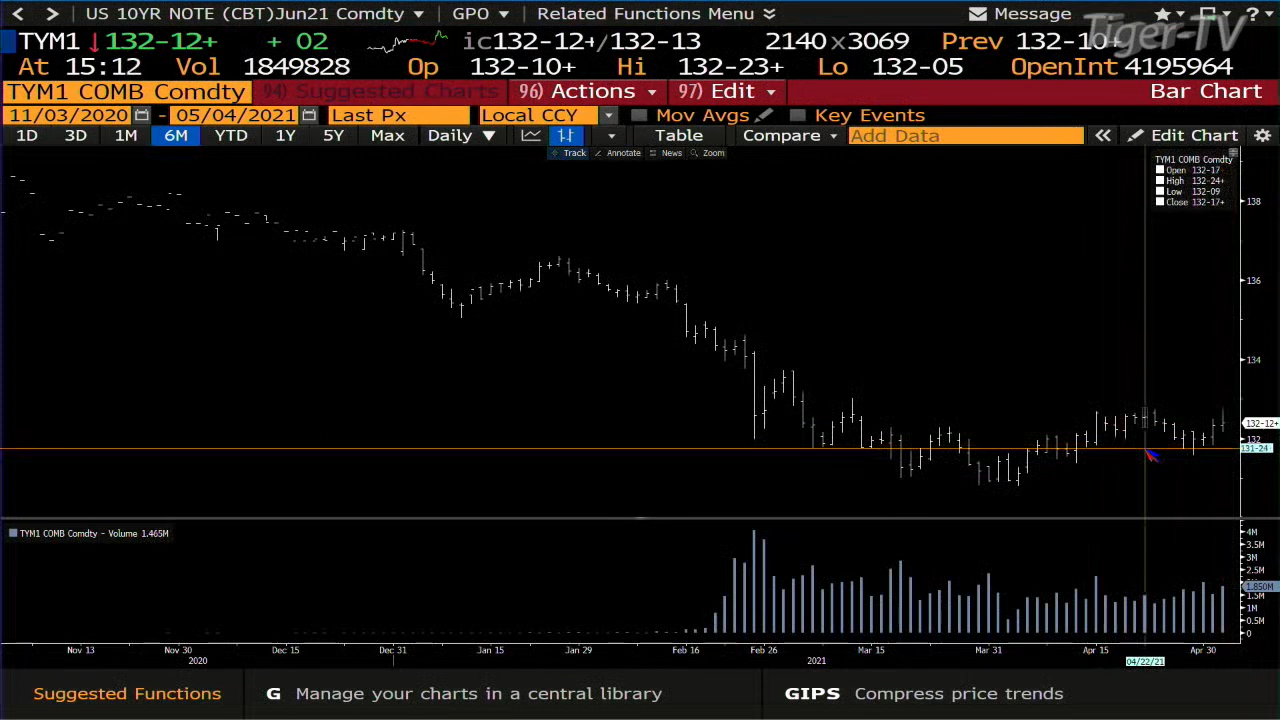 US 10YR NOTE (CBT)Jun21 Comdty GPO Related Functions Menu Message ?
TYM1 132-12+ + 02 ic132-12+/132-13 2140x3069 Prev 132-10+
Tiger-TV
At 15:12 Vol 1849828 Op 132-10+ Hi 132-23+ Lo 132-05 OpenInt 4195964
TYM1 COMB Comdty 94) Suggested Charts 96) Actions 97) Edit Bar Chart
11/03/2020 - 05/04/2021 Last Px Local CCY Mov Avgs Key Events
1D 3D 1M 6M YTD 1Y 5Y Max Daily Table Compare Add Data Edit Chart
Track Annotate News Zoom
TYM1 COMB Comdty
Open 132-17
High 132-24+
Low 132-09
Close 132-17+
138
136
134
132-12+
132
131-24
TYM1 COMB Comdty - Volume 1.465M
4M
3.5M
3M
2.5M
1.850M
1.5M
1M
0.5M
0
Nov 13 Nov 30 Dec 15 Dec 31 Jan 15 Jan 29 Feb 16 Feb 26 Mar 15 Mar 31 Apr 15 Apr 30
2020 2021 04/22/21
Suggested Functions G Manage your charts in a central library GIPS Compress price trends